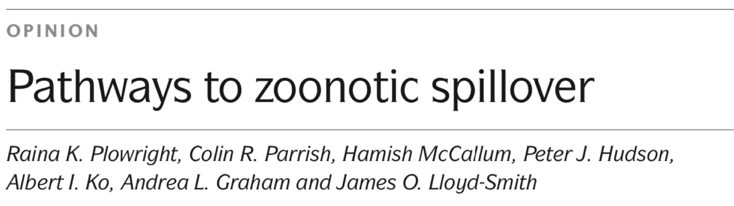 OPINION
Pathways to zoonotic spillover
Raina K. Plowright, Colin R. Parrish, Hamish McCallum, Peter J. Hudson,
Albert I. Ko, Andrea L. Graham and James O. Lloyd-Smith